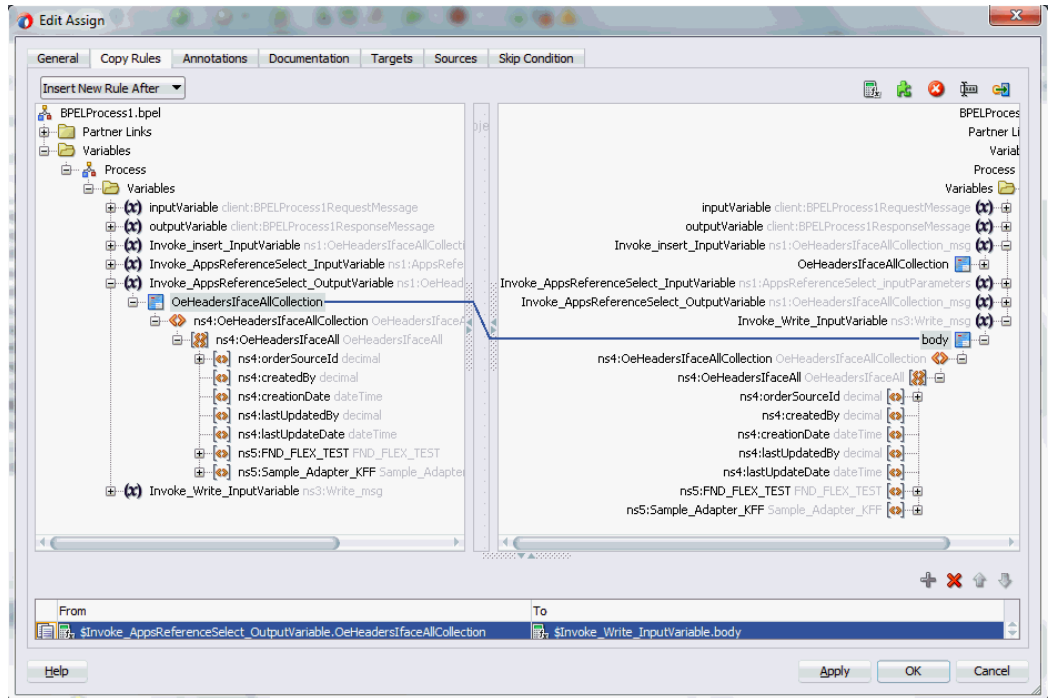 Edit Assign
General Copy Rules Annotations Documentation Targets Sources Skip Condition
Insert New Rule After
BPELProcess1.bpel
Partner Links
Variables
Process
Variables
inputVariable client:BPELProcess1RequestMessage
outputVariable client:BPELProcess1ResponseMessage
Invoke_insert_InputVariable ns1:OeHeadersIfaceAllCollecti
Invoke_AppsReferenceSelect_InputVariable ns1:AppsRefe
Invoke_AppsReferenceSelect_OutputVariable ns1:OeHead
OeHeadersIfaceAllCollection
ns4:OeHeadersIfaceAllCollection OeHeadersIfaceA
ns4:OeHeadersIfaceAll OeHeadersIfaceAll
ns4:orderSourceId decimal
ns4:createdBy decimal
ns4:creationDate dateTime
ns4:lastUpdatedBy decimal
ns4:lastUpdateDate dateTime
ns5:FND_FLEX_TEST FND_FLEX_TEST
ns5:Sample_Adapter_KFF Sample_Adapter
Invoke_Write_InputVariable ns3:Write_msg
BPELProces
Partner Li
Variab
Process
Variables
inputVariable client:BPELProcess1RequestMessage
outputVariable client:BPELProcess1ResponseMessage
Invoke_insert_InputVariable ns1:OeHeadersIfaceAllCollection_msg
OeHeadersIfaceAllCollection
Invoke_AppsReferenceSelect_InputVariable ns1:AppsReferenceSelect_inputParameters
Invoke_AppsReferenceSelect_OutputVariable ns1:OeHeadersIfaceAllCollection_msg
Invoke_Write_InputVariable ns3:Write_msg
body
ns4:OeHeadersIfaceAllCollection OeHeadersIfaceAllCollection
ns4:OeHeadersIfaceAll OeHeadersIfaceAll
ns4:orderSourceId decimal
ns4:createdBy decimal
ns4:creationDate dateTime
ns4:lastUpdatedBy decimal
ns4:lastUpdateDate dateTime
ns5:FND_FLEX_TEST FND_FLEX_TEST
ns5:Sample_Adapter_KFF Sample_Adapter_KFF
From To
$Invoke_AppsReferenceSelect_OutputVariable.OeHeadersIfaceAllCollection $Invoke_Write_InputVariable.body
Help Apply OK Cancel